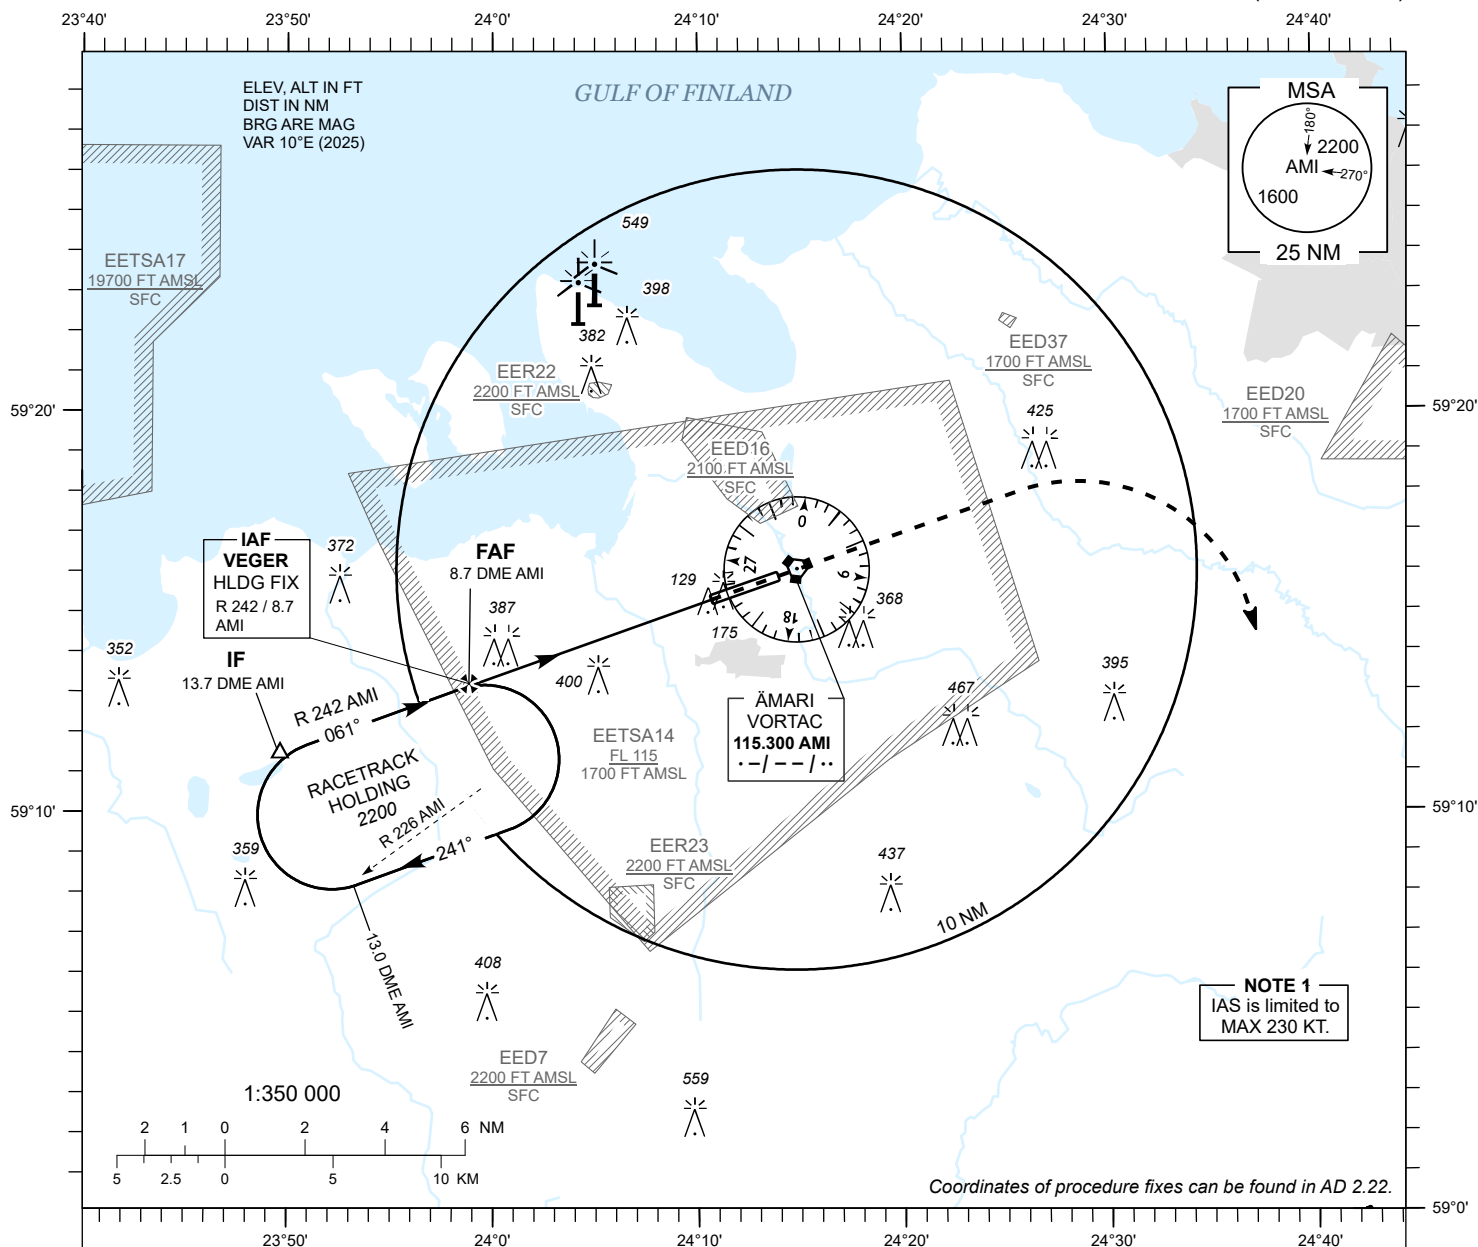 23°40' 23°50' 24°0' 24°10' 24°20' 24°30' 24°40'
ELEV, ALT IN FT
DIST IN NM
BRG ARE MAG
VAR 10°E (2025)
GULF OF FINLAND
MSA
180°
2200
AMI
270°
1600
25 NM
EETSA17
19700 FT AMSL
SFC
549
398
382
EER22
2200 FT AMSL
SFC
EED37
1700 FT AMSL
SFC
EED20
1700 FT AMSL
SFC
59°20' 59°20'
425
EED16
2100 FT AMSL
SFC
0
9
18
27
IAF
VEGER
HLDG FIX
R 242 / 8.7
AMI
372
FAF
8.7 DME AMI
129
387
368
175
352
IF
13.7 DME AMI
400
395
467
R 242 AMI
061°
ÄMARI
VORTAC
115.300 AMI
· –/ – – / ··
EETSA14
FL 115
1700 FT AMSL
RACETRACK
HOLDING
2200
R 226 AMI
241°
59°10' 59°10'
359
EER23
2200 FT AMSL
SFC
437
10 NM
13.0 DME AMI
408
NOTE 1
IAS is limited to
MAX 230 KT.
EED7
2200 FT AMSL
SFC
559
1:350 000
2 1 0 2 4 6 NM
5 2.5 0 5 10 KM
Coordinates of procedure fixes can be found in AD 2.22.
59°0'
23°50' 24°0' 24°10' 24°20' 24°30' 24°40'